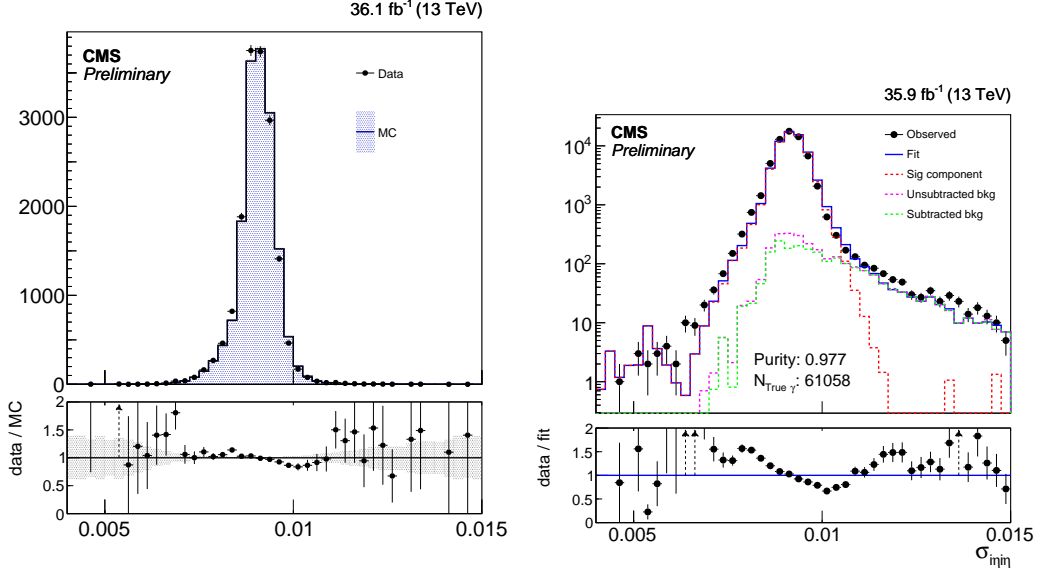 36.1 fb⁻¹ (13 TeV)
CMS
Preliminary
Data
MC
3000
2000
1000
0
data / MC
2
1.5
1
0.5
0
0.005
0.01
0.015
35.9 fb⁻¹ (13 TeV)
CMS
Preliminary
Observed
Fit
Sig component
Unsubtracted bkg
Subtracted bkg
10⁴
10³
10²
10
1
Purity: 0.977
N_True γ: 61058
data / fit
2
1.5
1
0.5
0
0.005
0.01
0.015
σ_iηiη